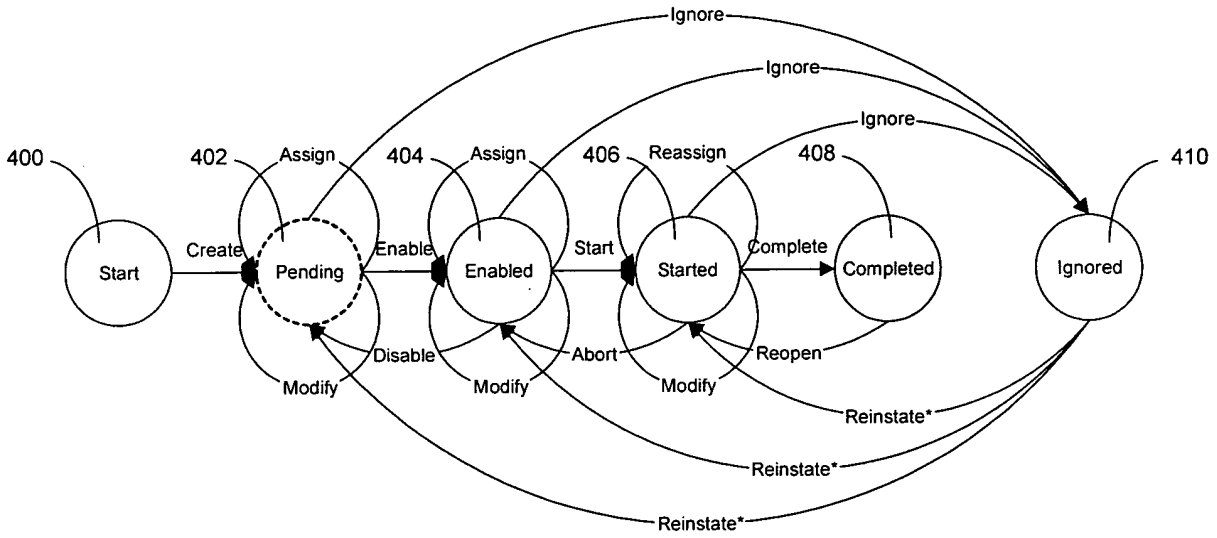 Ignore
Ignore
Ignore
400
402
Assign
404
Assign
406
Reassign
408
410
Create
Enable
Start
Complete
Start
Pending
Enabled
Started
Completed
Ignored
Disable
Abort
Reopen
Modify
Modify
Modify
Reinstate*
Reinstate*
Reinstate*